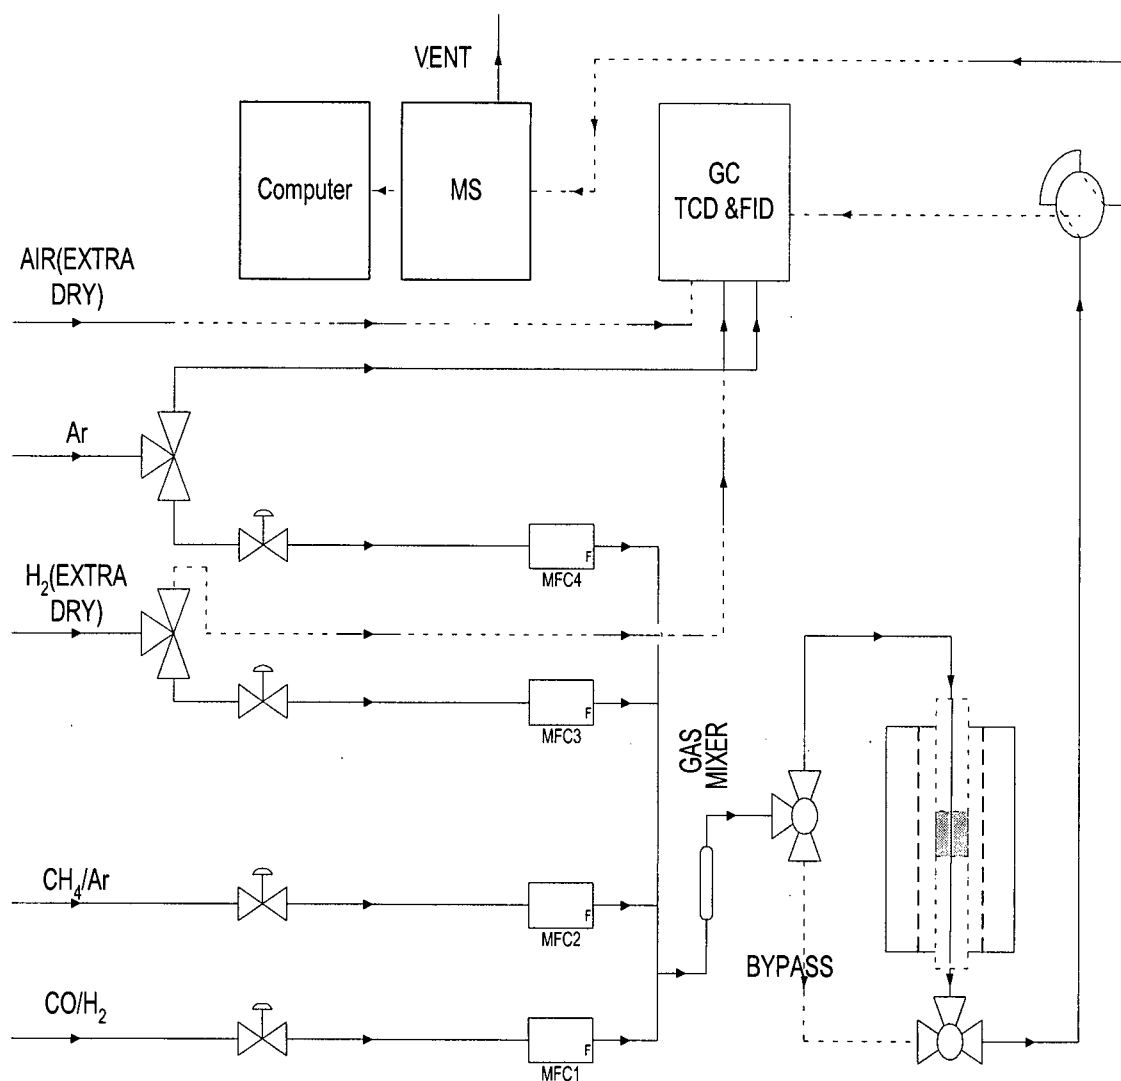 VENT
Computer
MS
GC
TCD &FID
AIR(EXTRA
DRY)
Ar
F
MFC4
H₂(EXTRA
DRY)
F
MFC3
GAS
MIXER
CH₄/Ar
F
MFC2
BYPASS
CO/H₂
F
MFC1